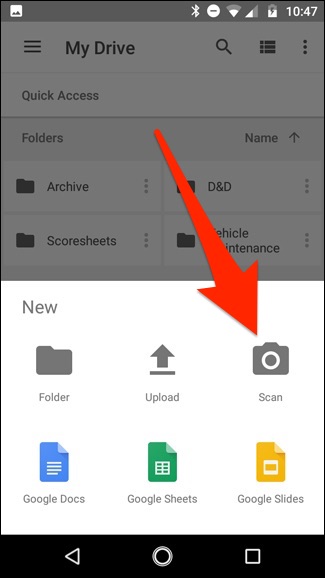 10:47
My Drive
Quick Access
Folders Name
Archive D&D
Scoresheets Vehicle
Maintenance
New
Folder Upload Scan
Google Docs Google Sheets Google Slides